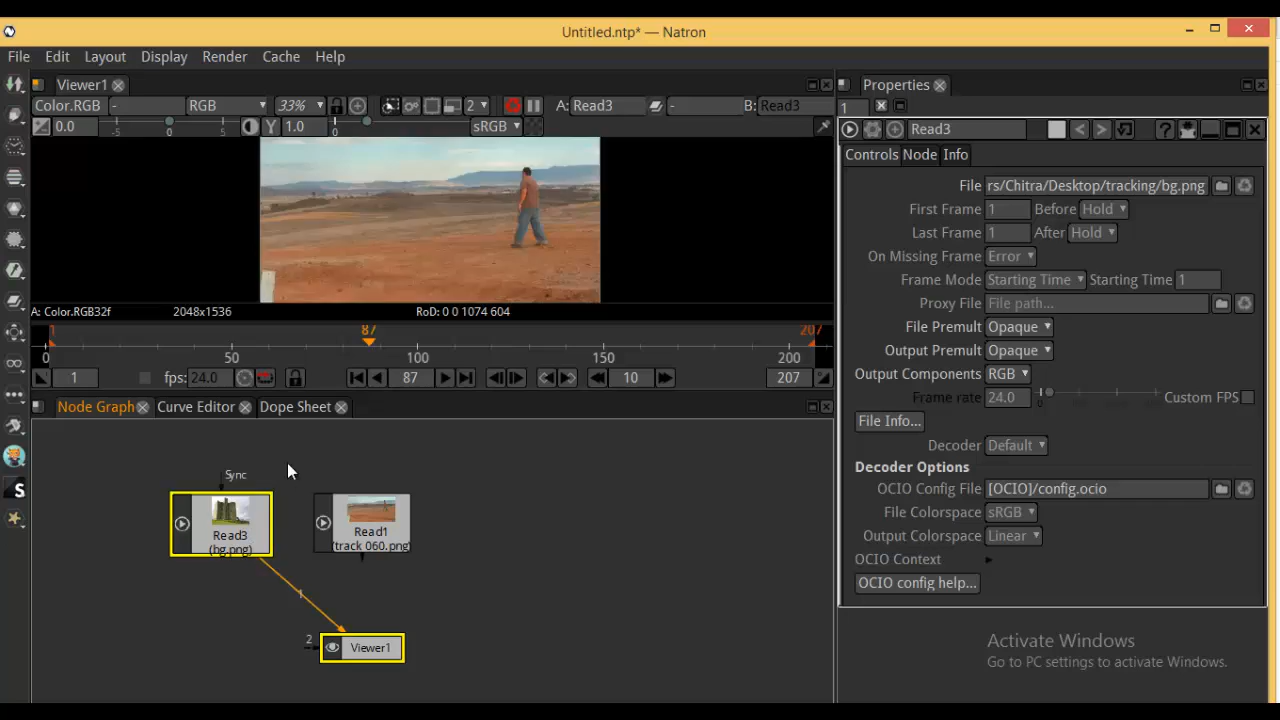 Untitled.ntp* — Natron
File Edit Layout Display Render Cache Help
Viewer1
Color.RGB - RGB 33% 2 A: Read3 - B: Read3
0.0 -5 0 5 Y 1.0 0 sRGB
A: Color.RGB32f 2048x1536 RoD: 0 0 1074 604
1 87 207
0 50 100 150 200
1 fps: 24.0 87 10 207
Node Graph Curve Editor Dope Sheet
Sync
Read3
(bg.png)
Read1
(track 060.png)
1
2
Viewer1
S
Properties
1
Read3
? 
Controls Node Info
File rs/Chitra/Desktop/tracking/bg.png
First Frame 1 Before Hold
Last Frame 1 After Hold
On Missing Frame Error
Frame Mode Starting Time Starting Time 1
Proxy File File path...
File Premult Opaque
Output Premult Opaque
Output Components RGB
Frame rate 24.0 0 Custom FPS
File Info...
Decoder Default
Decoder Options
OCIO Config File [OCIO]/config.ocio
File Colorspace sRGB
Output Colorspace Linear
OCIO Context
OCIO config help...
Activate Windows
Go to PC settings to activate Windows.